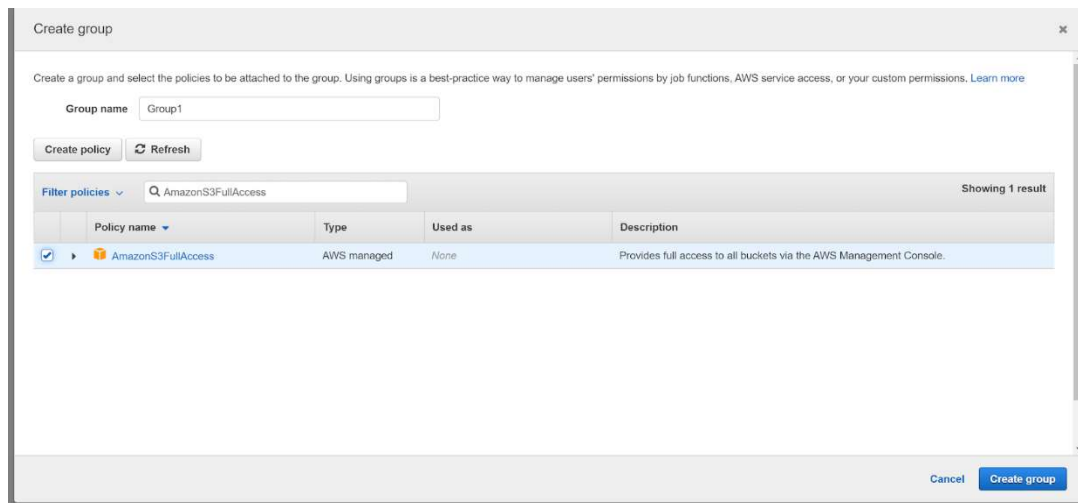 Create group
Create a group and select the policies to be attached to the group. Using groups is a best-practice way to manage users' permissions by job functions, AWS service access, or your custom permissions. Learn more
Group name Group1
Create policy Refresh
Filter policies AmazonS3FullAccess Showing 1 result
Policy name Type Used as Description
AmazonS3FullAccess AWS managed None Provides full access to all buckets via the AWS Management Console.
Cancel Create group